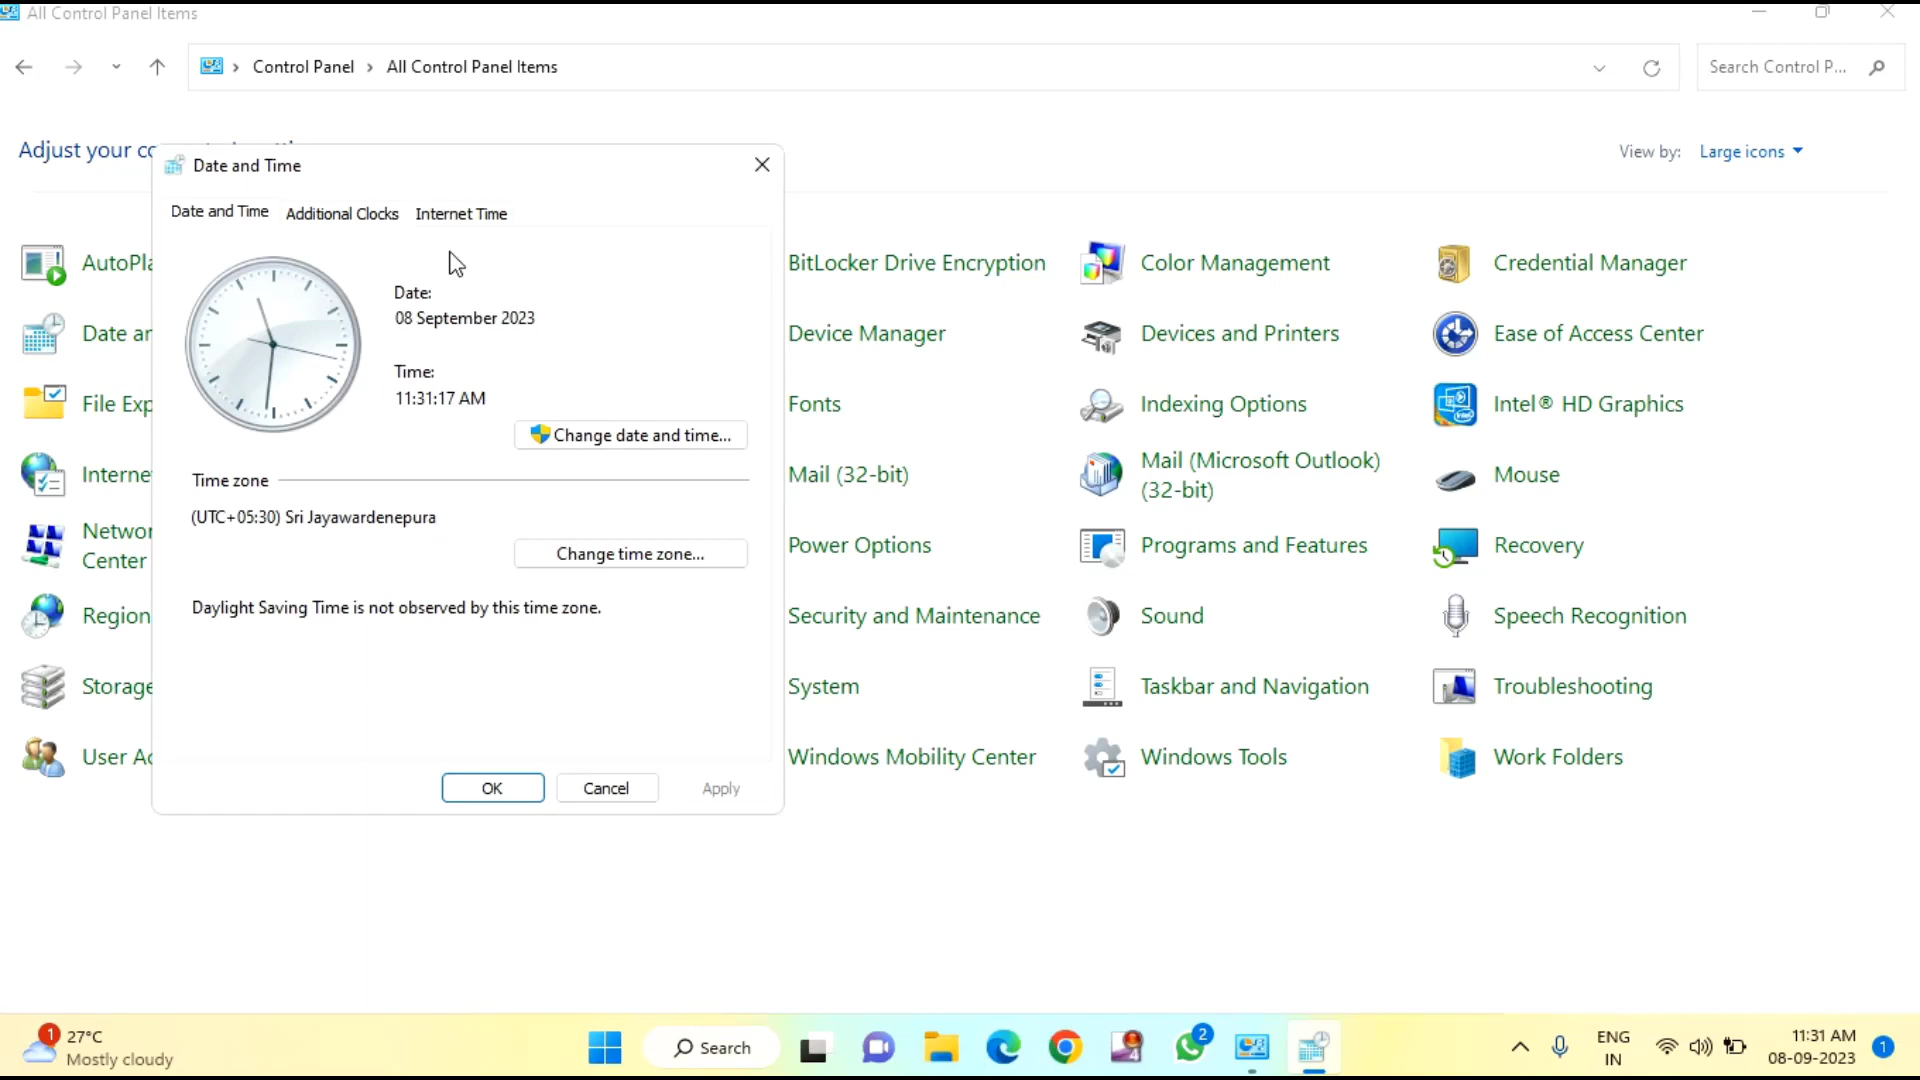 All Control Panel Items
Control Panel > All Control Panel Items
Search Control P...
Adjust your co
View by: Large icons
Date and Time
Date and Time
Additional Clocks
Internet Time
Date:
08 September 2023
Time:
11:31:17 AM
Change date and time...
Time zone
(UTC+05:30) Sri Jayawardenepura
Change time zone...
Daylight Saving Time is not observed by this time zone.
OK
Cancel
Apply
AutoPla
BitLocker Drive Encryption
Color Management
Credential Manager
Date an
Device Manager
Devices and Printers
Ease of Access Center
File Exp
Fonts
Indexing Options
Intel® HD Graphics
Interne
Mail (32-bit)
Mail (Microsoft Outlook)
(32-bit)
Mouse
Networ
Center
Power Options
Programs and Features
Recovery
Region
Security and Maintenance
Sound
Speech Recognition
Storage
System
Taskbar and Navigation
Troubleshooting
User Ac
Windows Mobility Center
Windows Tools
Work Folders
1
27°C
Mostly cloudy
Search
4
2
ENG
IN
11:31 AM
08-09-2023
1